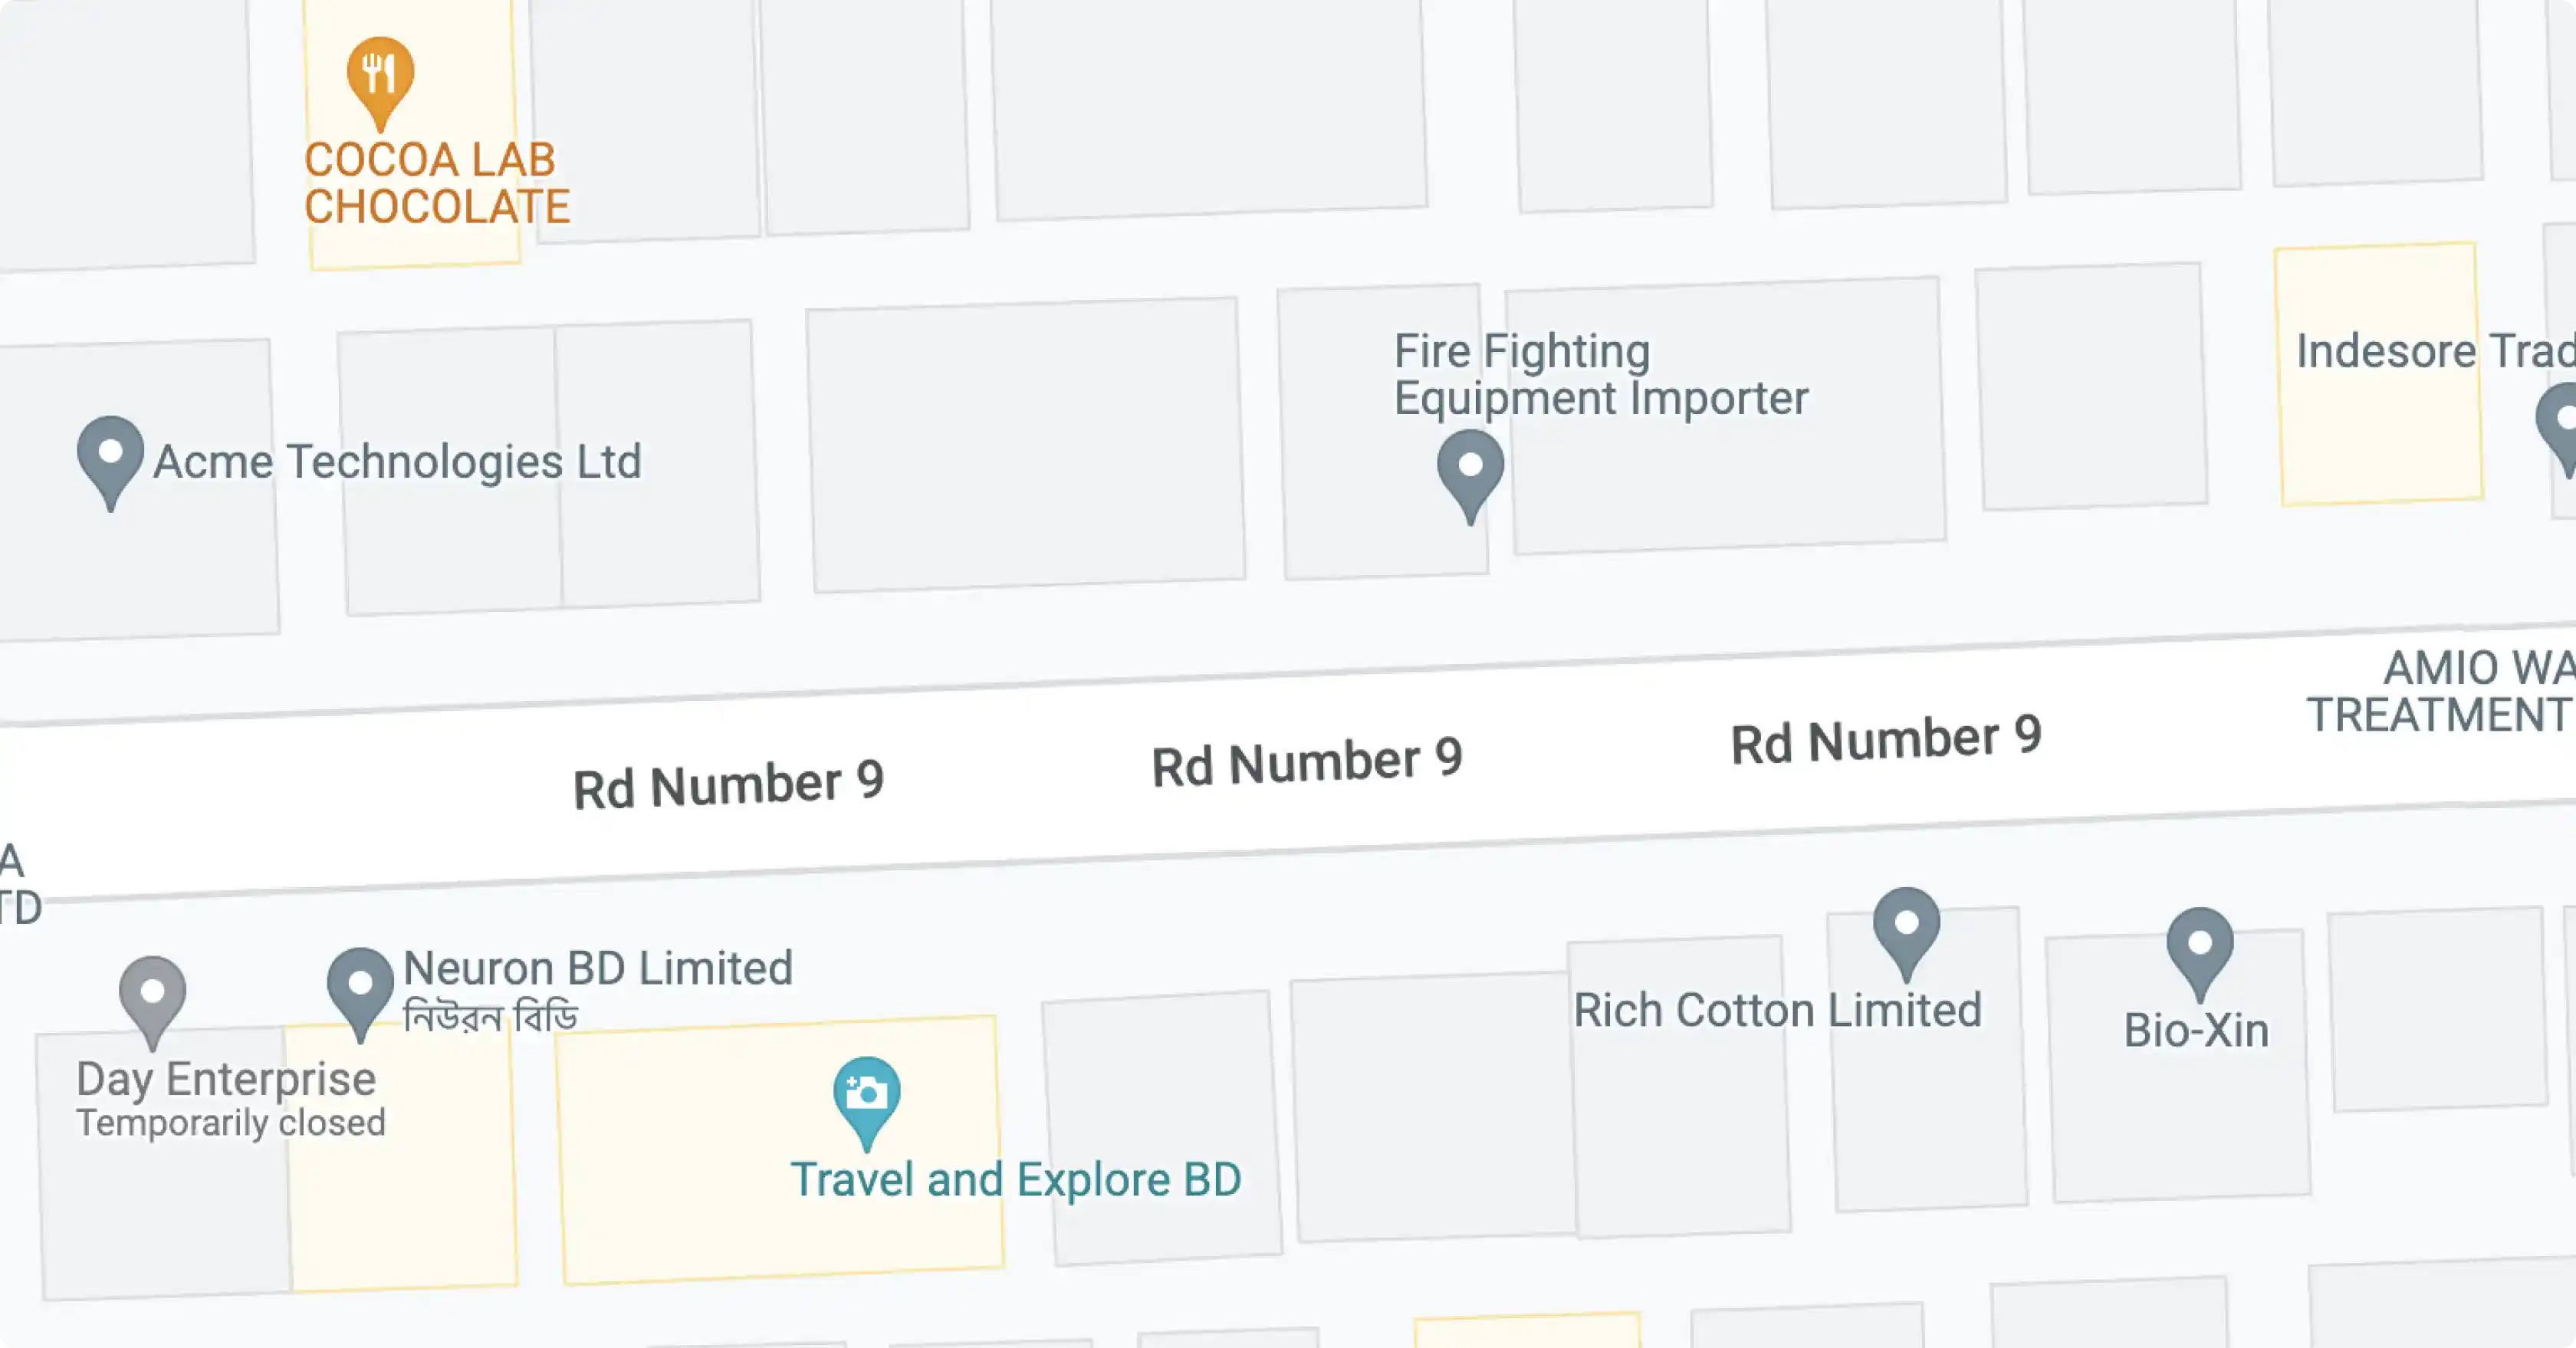 COCOA LAB
CHOCOLATE
Fire Fighting
Equipment Importer
Indesore Trad
Acme Technologies Ltd
AMIO WA
TREATMENT
Rd Number 9
Rd Number 9
Rd Number 9
A
TD
Neuron BD Limited
নিউরন বিডি
Rich Cotton Limited
Bio-Xin
Day Enterprise
Temporarily closed
Travel and Explore BD